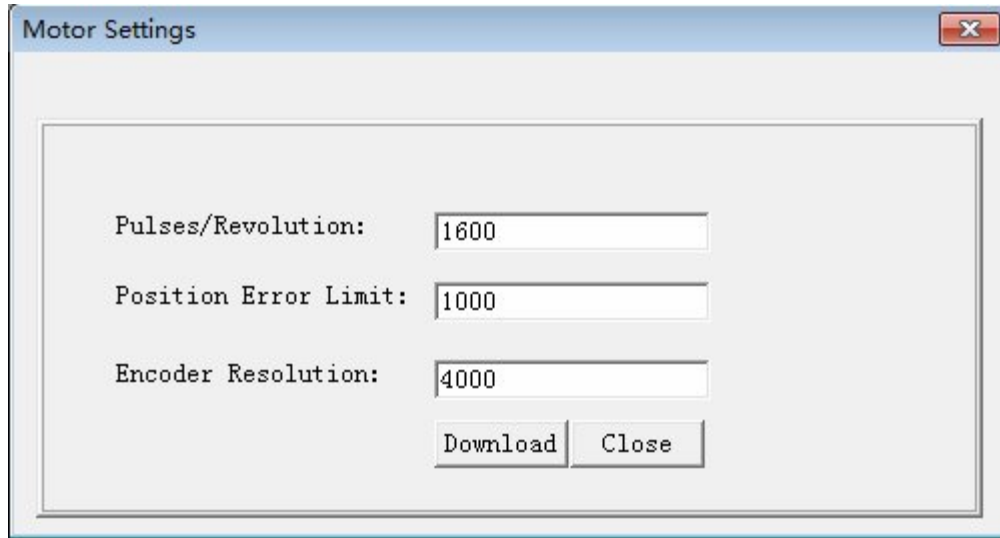 Motor Settings
Pulses/Revolution: 1600
Position Error Limit: 1000
Encoder Resolution: 4000
Download Close